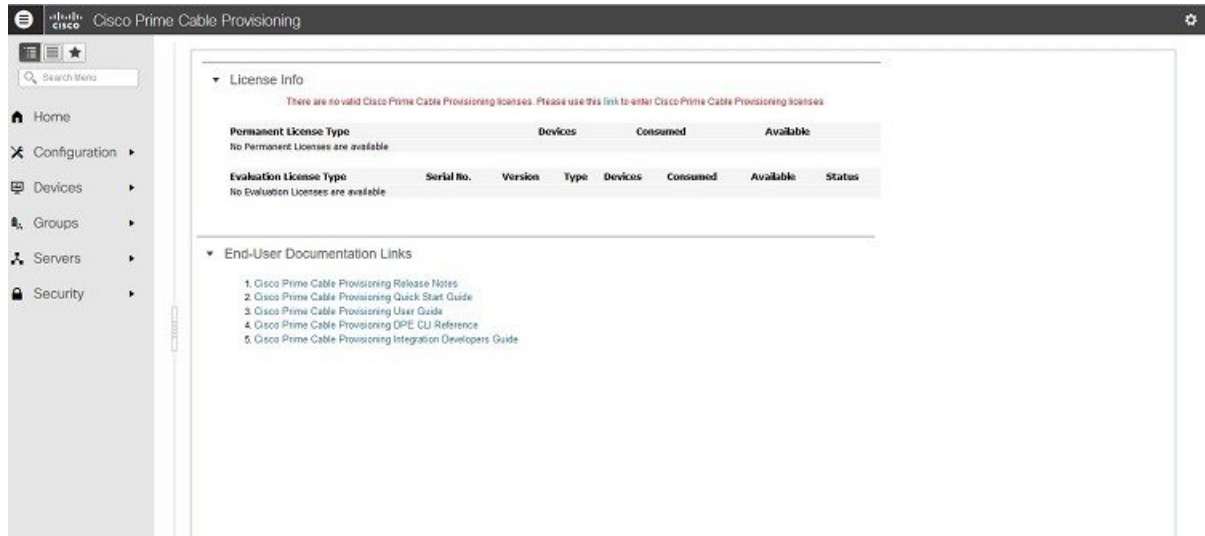 cisco Cisco Prime Cable Provisioning
Search Menu
Home
Configuration
Devices
Groups
Servers
Security
License Info
There are no valid Cisco Prime Cable Provisioning licenses. Please use this link to enter Cisco Prime Cable Provisioning licenses
Permanent License Type Devices Consumed Available
No Permanent Licenses are available
Evaluation License Type Serial No. Version Type Devices Consumed Available Status
No Evaluation Licenses are available
End-User Documentation Links
1. Cisco Prime Cable Provisioning Release Notes
2. Cisco Prime Cable Provisioning Quick Start Guide
3. Cisco Prime Cable Provisioning User Guide
4. Cisco Prime Cable Provisioning DPE CLI Reference
5. Cisco Prime Cable Provisioning Integration Developers Guide